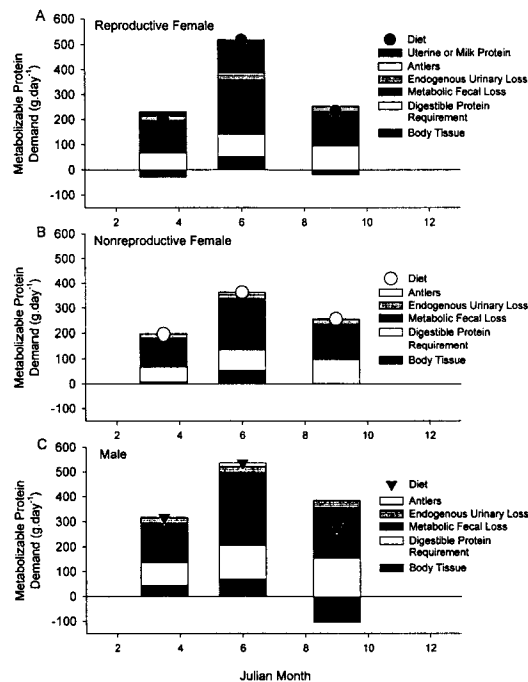 A
Reproductive Female
Metabolizable Protein
Demand (g.day-1)
600
500
400
300
200
100
0
-100
2
4
6
8
10
12
Diet
Uterine or Milk Protein
Antlers
Endogenous Urinary Loss
Metabolic Fecal Loss
Digestible Protein
Requirement
Body Tissue
B
Nonreproductive Female
Metabolizable Protein
Demand (g.day-1)
600
500
400
300
200
100
0
-100
2
4
6
8
10
12
Diet
Antlers
Endogenous Urinary Loss
Metabolic Fecal Loss
Digestible Protein
Requirement
Body Tissue
C
Male
Metabolizable Protein
Demand (g.day-1)
600
500
400
300
200
100
0
-100
2
4
6
8
10
12
Diet
Antlers
Endogenous Urinary Loss
Metabolic Fecal Loss
Digestible Protein
Requirement
Body Tissue
Julian Month